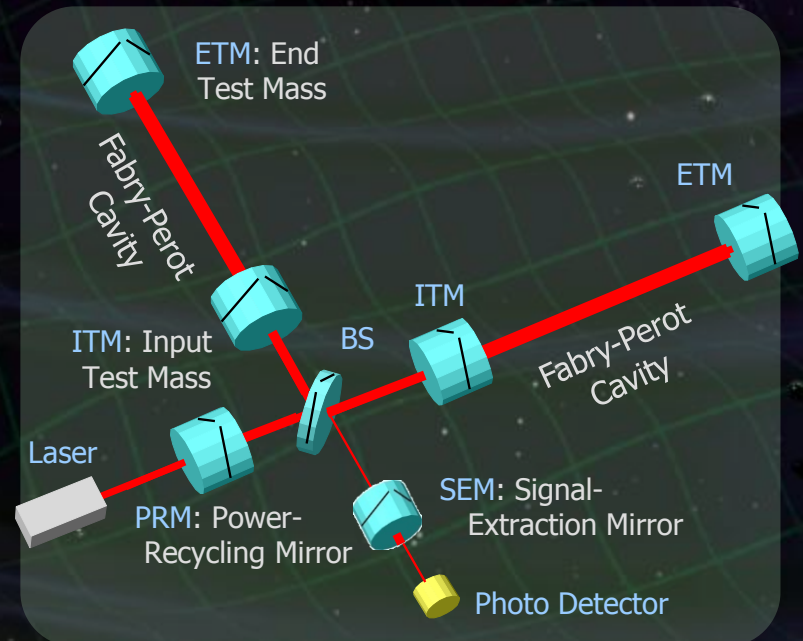 ETM: End
Test Mass
Fabry-Perot
Cavity
ETM
ITM
Fabry-Perot
Cavity
ITM: Input
Test Mass
BS
Laser
PRM: Power-
Recycling Mirror
SEM: Signal-
Extraction Mirror
Photo Detector